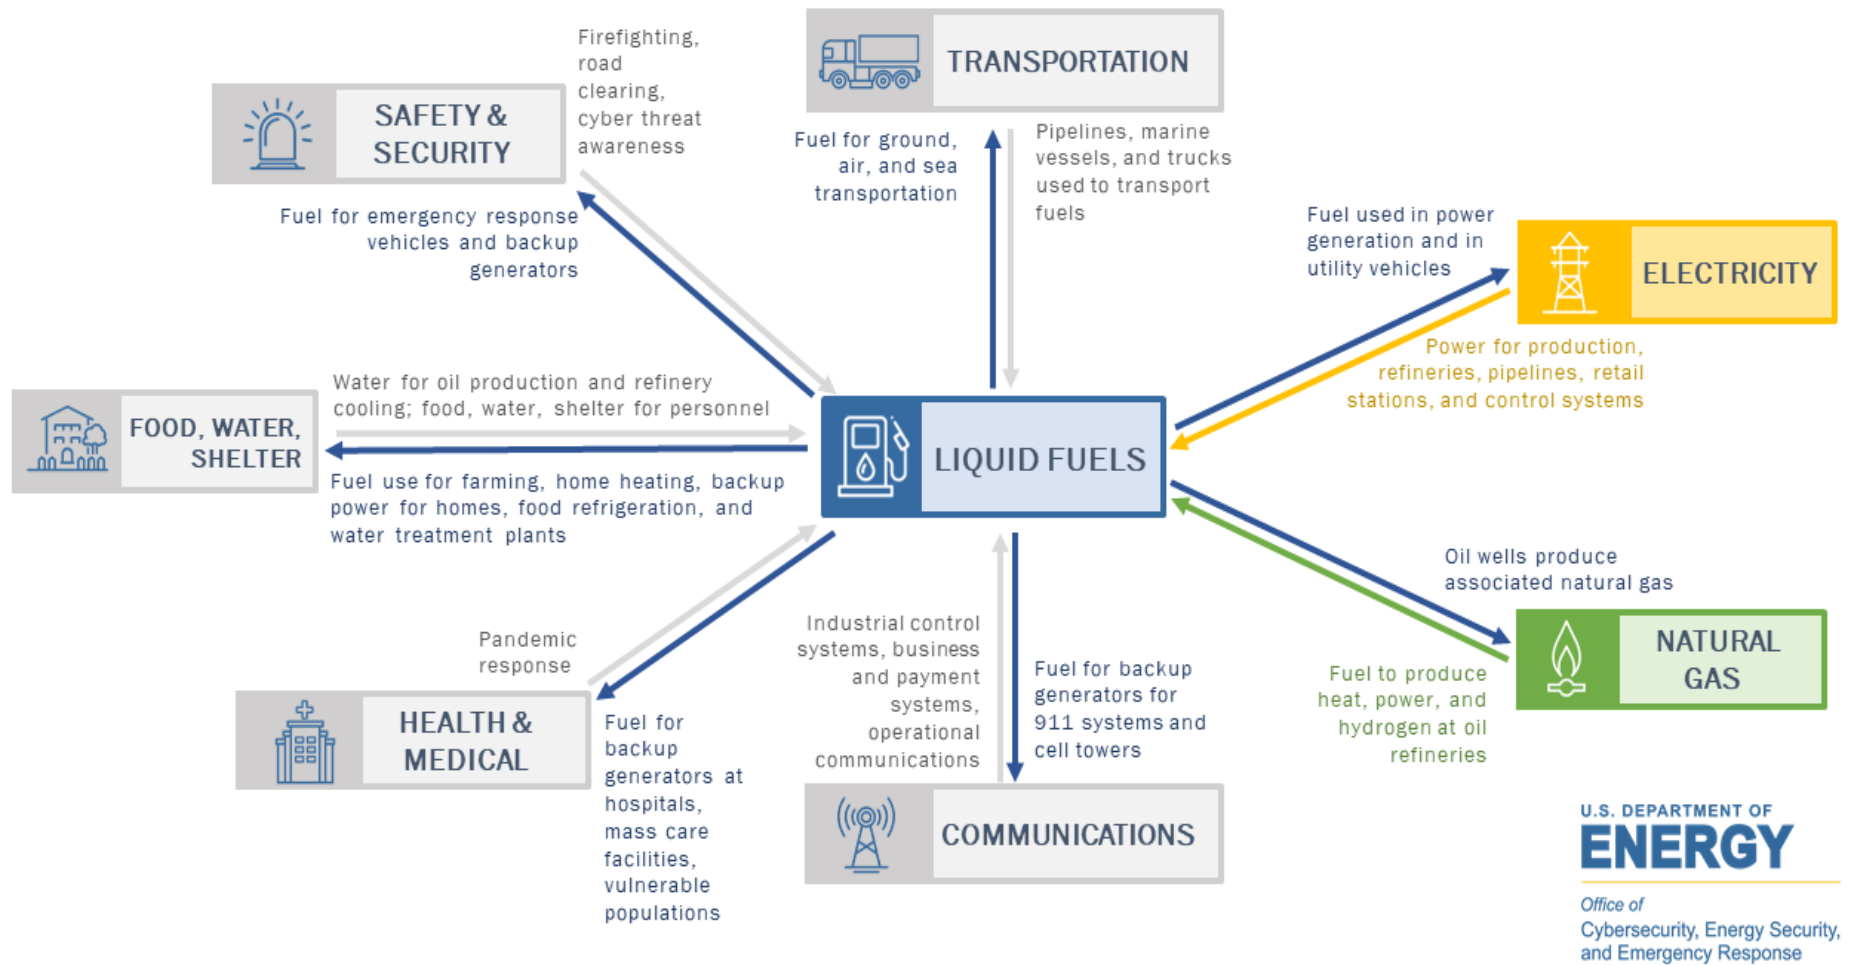 Firefighting,
road
clearing,
cyber threat
awareness
SAFETY &
SECURITY
Fuel for emergency response
vehicles and backup
generators
TRANSPORTATION
Fuel for ground,
air, and sea
transportation
Pipelines, marine
vessels, and trucks
used to transport
fuels
Fuel used in power
generation and in
utility vehicles
ELECTRICITY
Power for production,
refineries, pipelines, retail
stations, and control systems
Water for oil production and refinery
cooling; food, water, shelter for personnel
FOOD, WATER,
SHELTER
Fuel use for farming, home heating, backup
power for homes, food refrigeration, and
water treatment plants
LIQUID FUELS
Oil wells produce
associated natural gas
NATURAL
GAS
Fuel to produce
heat, power, and
hydrogen at oil
refineries
Pandemic
response
HEALTH &
MEDICAL
Fuel for
backup
generators at
hospitals,
mass care
facilities,
vulnerable
populations
Industrial control
systems, business
and payment
systems,
operational
communications
Fuel for backup
generators for
911 systems and
cell towers
COMMUNICATIONS
U.S. DEPARTMENT OF
ENERGY
Office of
Cybersecurity, Energy Security,
and Emergency Response